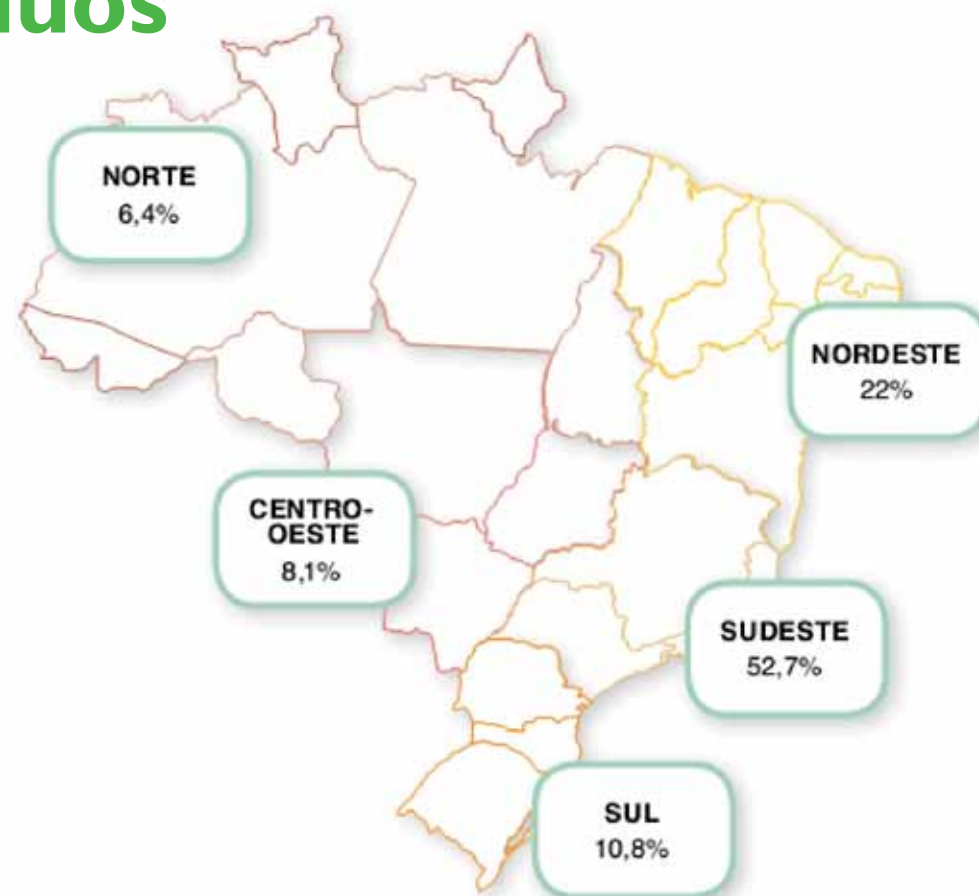 NORTE
6,4%
NORDESTE
22%
CENTRO-
OESTE
8,1%
SUDESTE
52,7%
SUL
10,8%